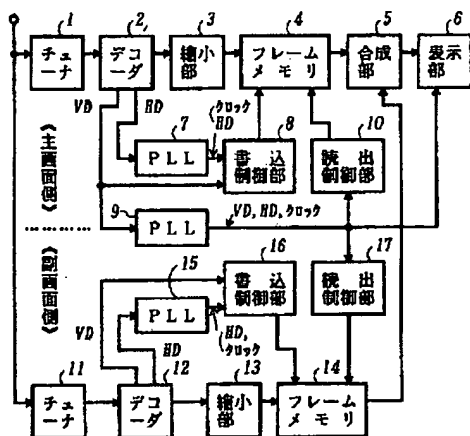 1 2 3 4 5 6
チューナ デコーダ 縮小部 フレームメモリ 合成部 表示部
VD HD
7 クロック HD 8 10
PLL 書込制御部 読出制御部
《主画面側》
9
PLL VD, HD, クロック
《副画面側》
15 16 17
PLL 書込制御部 読出制御部
VD HD HD, クロック
11 12 13 14
チューナ デコーダ 縮小部 フレームメモリ